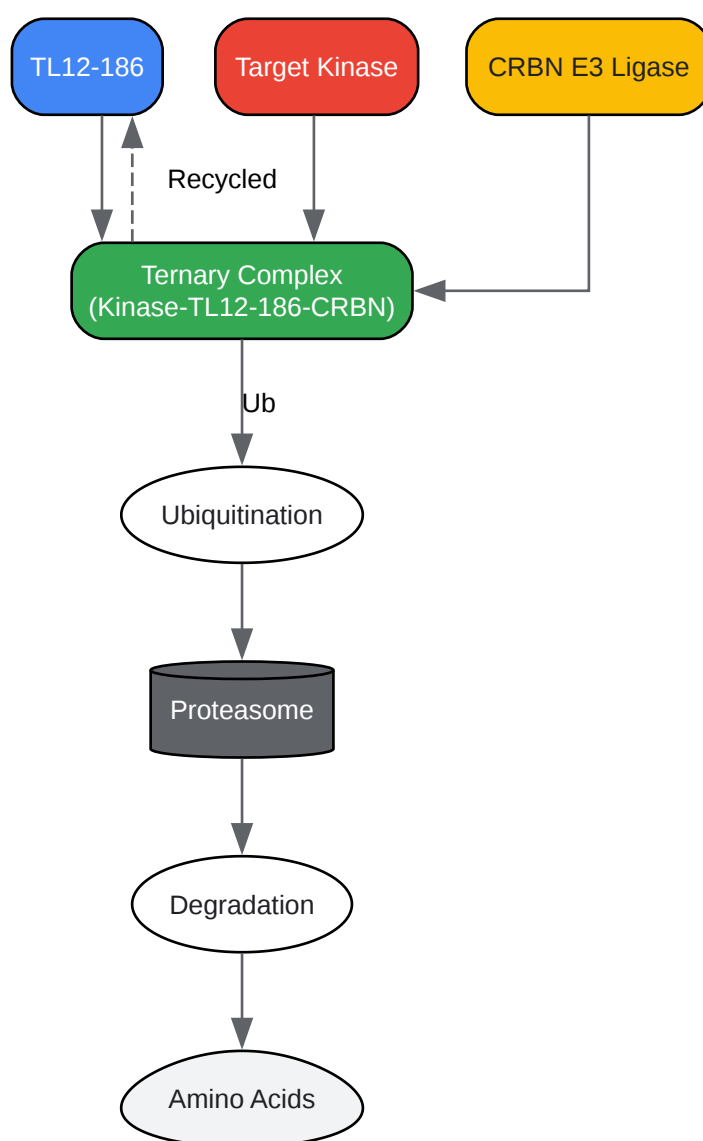 TL12-186
Target Kinase
CRBN E3 Ligase
Recycled
Ternary Complex
(Kinase-TL12-186-CRBN)
Ub
Ubiquitination
Proteasome
Degradation
Amino Acids